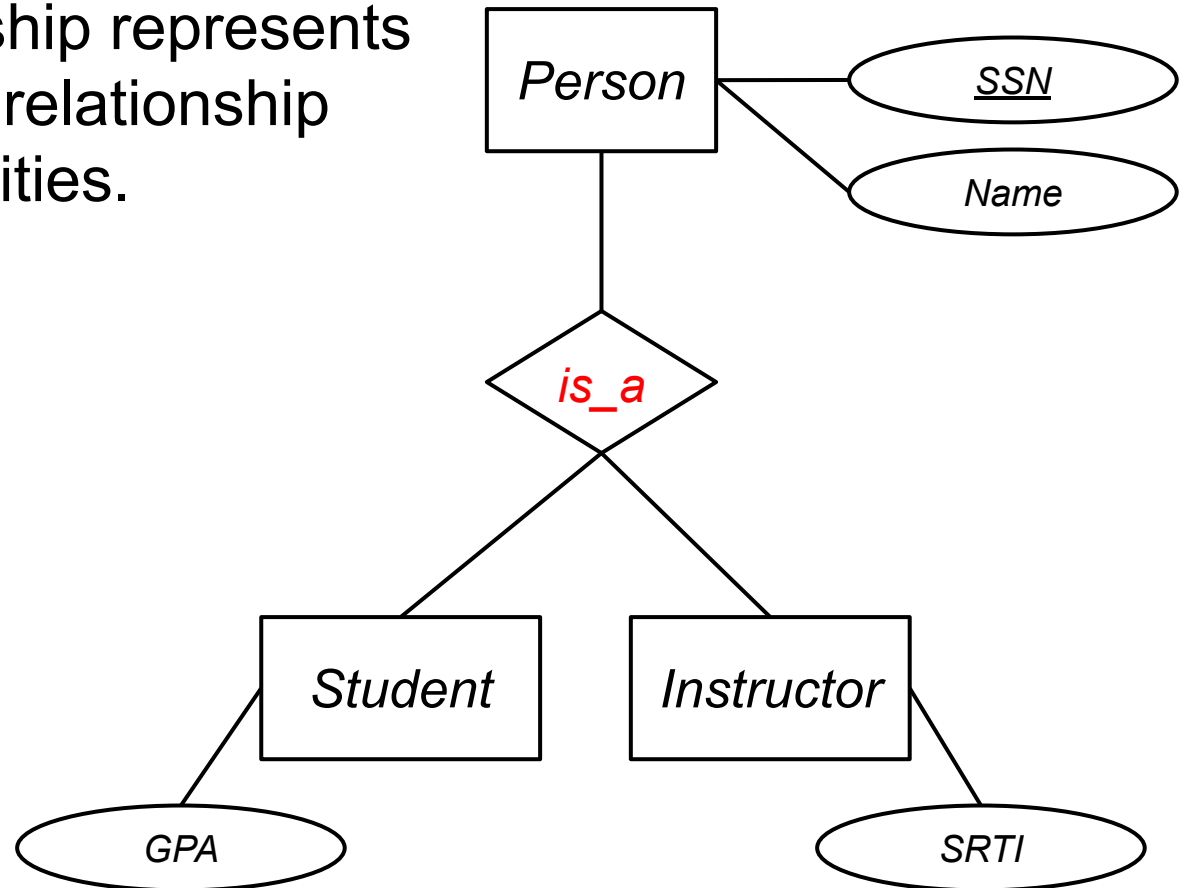 ship represents
relationship
ities.
Person
SSN
Name
is_a
Student
Instructor
GPA
SRTI